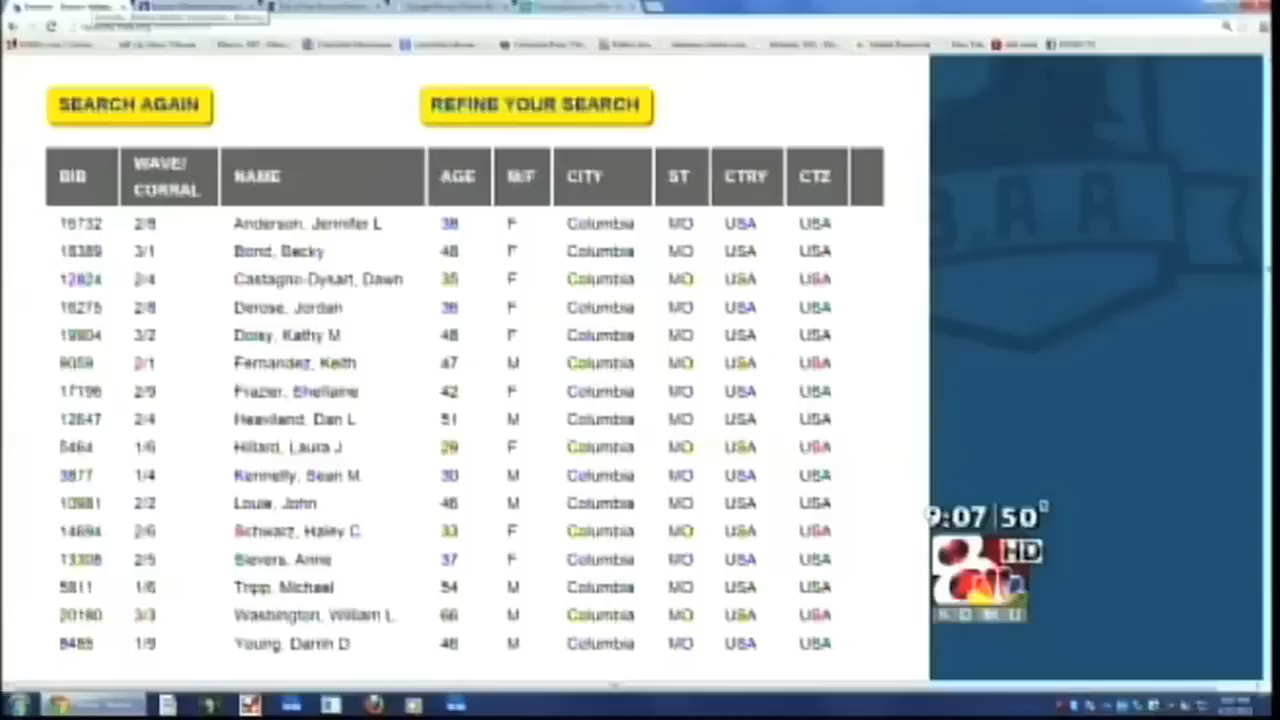 SEARCH AGAIN REFINE YOUR SEARCH
BIB WAVE/ CORRAL NAME AGE M/F CITY ST CTRY CTZ
16732 2/8 Anderson, Jennifer L 38 F Columbia MO USA USA
18389 3/1 Bond, Becky 48 F Columbia MO USA USA
12824 2/4 Castagno-Dysart, Dawn 35 F Columbia MO USA USA
16275 2/8 Derose, Jordan 36 F Columbia MO USA USA
19904 3/2 Kathy M 48 F Columbia MO USA USA
9059 2/1 Fernandez, Keith 47 M Columbia MO USA USA
17196 2/9 Frazier, 42 F Columbia MO USA USA
12647 2/4 Heaviland, Dan L 51 M Columbia MO USA USA
5464 1/6 Hillard, Laura J 29 F Columbia MO USA USA
3877 1/4 Kennelly, Sean M. 30 M Columbia MO USA USA
10981 2/2 Louie, John 46 M Columbia MO USA USA
14694 2/6 Schwarz, Haley C. 33 F Columbia MO USA USA
13308 2/5 Sievers, Anne 37 F Columbia MO USA USA
5811 1/6 Tripp, Michael 54 M Columbia MO USA USA
20180 3/3 Washington, William L. 66 M Columbia MO USA USA
8485 1/9 Young, Darrin D 46 M Columbia MO USA USA
B.A.A.
9:07 50°
8 HD
KOMU